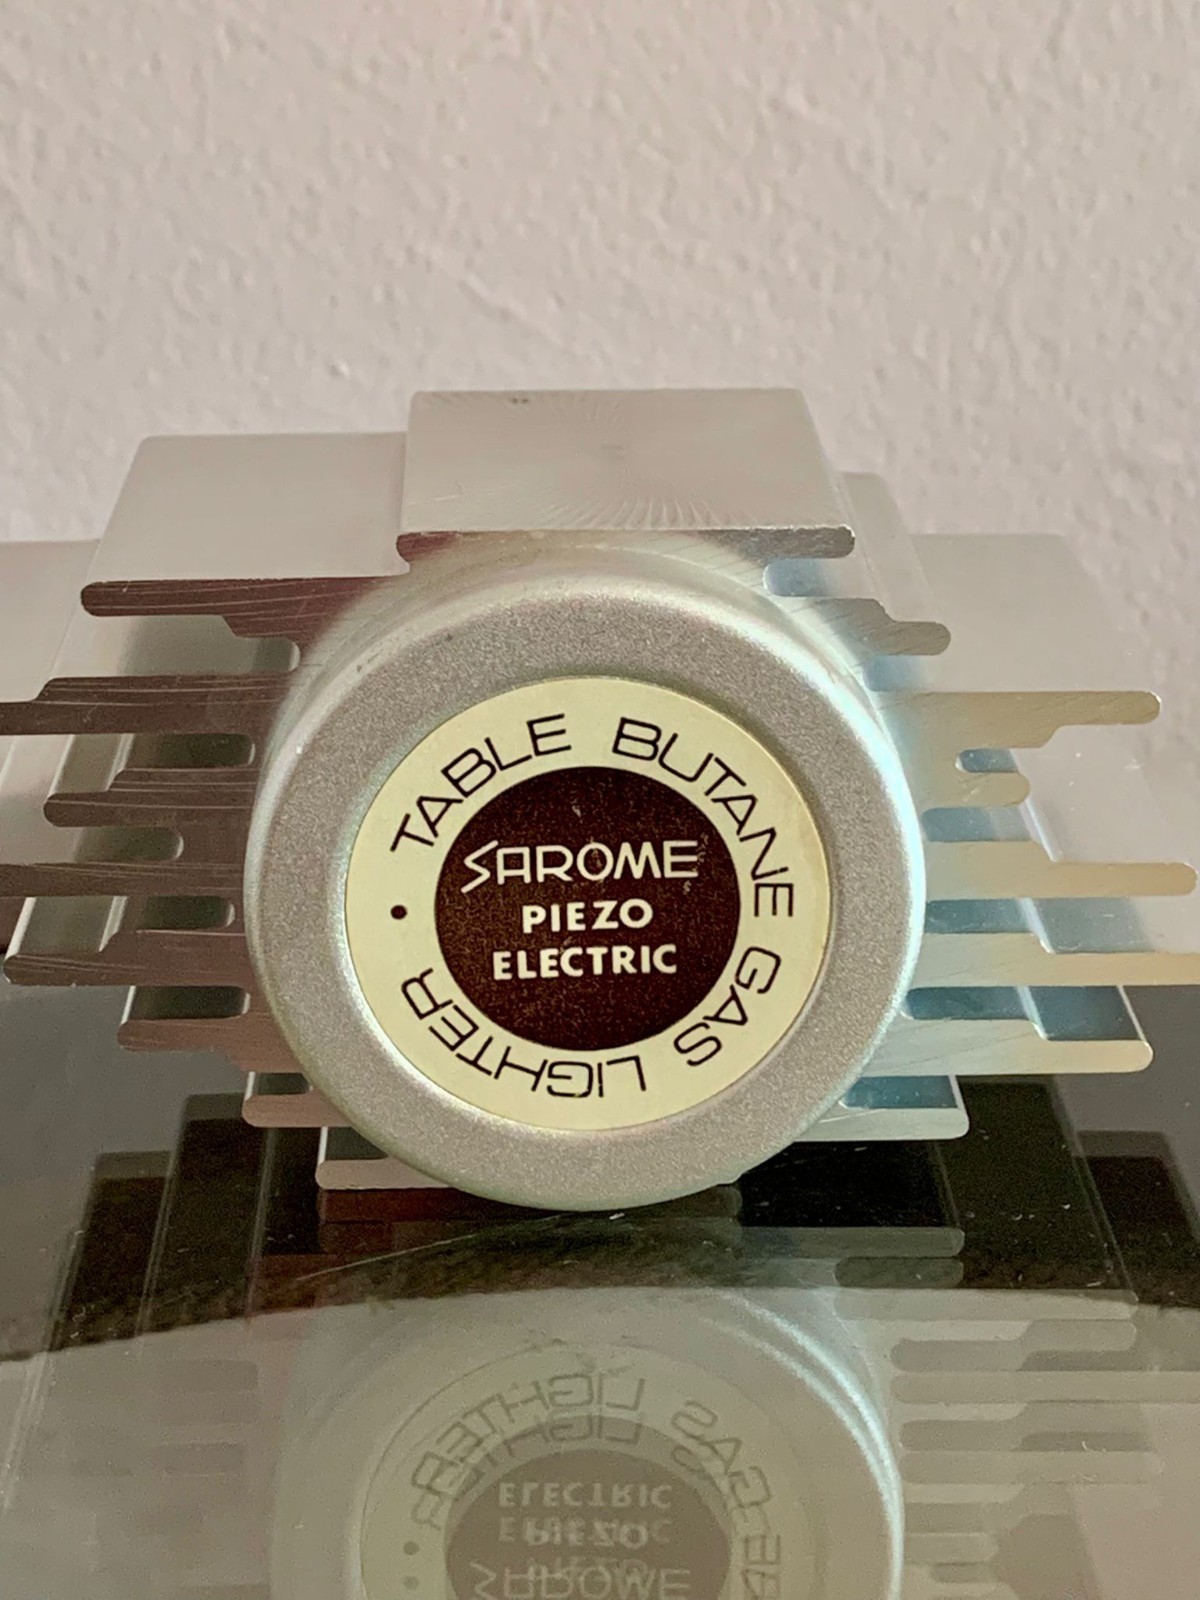 • TABLE BUTANE GAS LIGHTER
SAROME
PIEZO
ELECTRIC